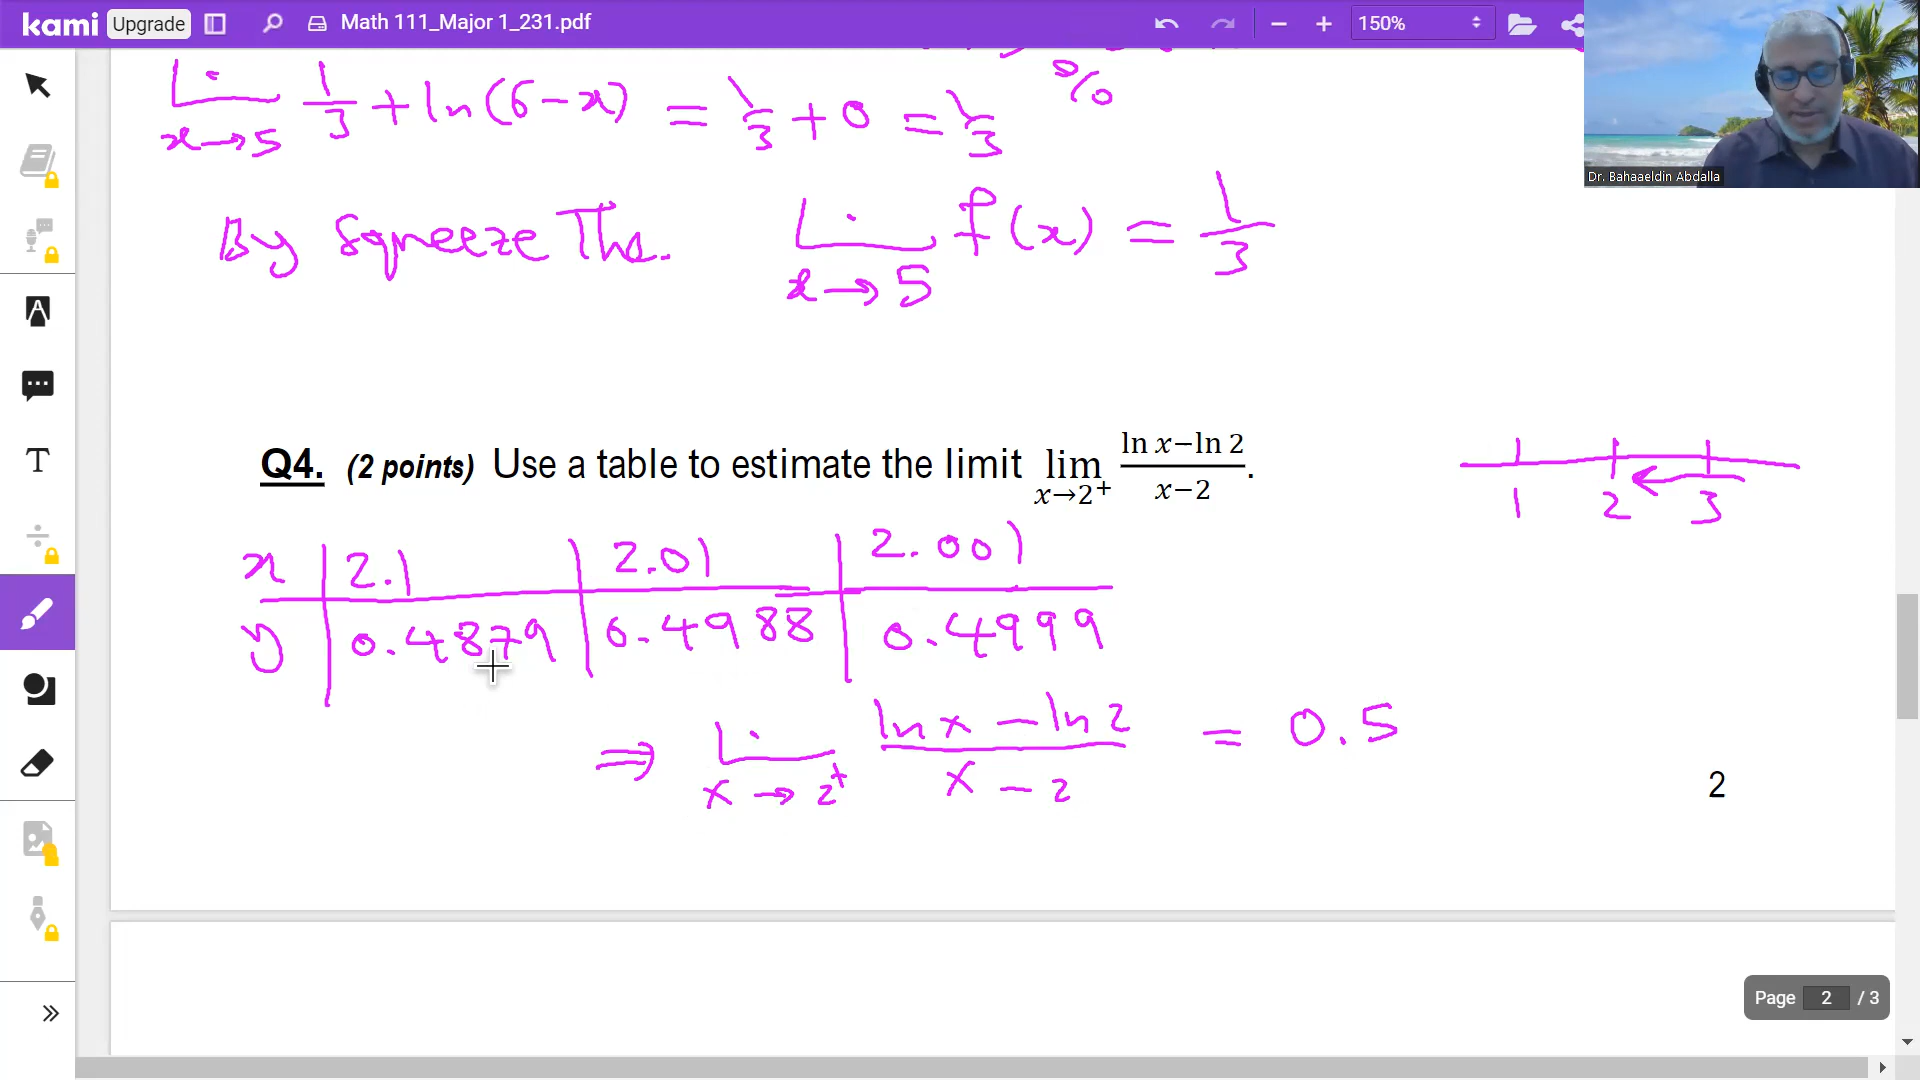 kami Upgrade Math 111_Major 1_231.pdf 150%
Dr. Bahaaeldin Abdalla
lim x→5 1/3 + ln(6-x) = 1/3 + 0 = 1/3
By Squeeze Thr. lim x→5 f(x) = 1/3
Q4. (2 points) Use a table to estimate the limit lim x→2⁺ (ln x−ln 2)/(x−2).
1 2 3
x 2.1 2.01 2.001
y 0.4879 0.4988 0.4999
⇒ lim x→2⁺ (ln x − ln 2)/(x − 2) = 0.5
2
Page 2 / 3